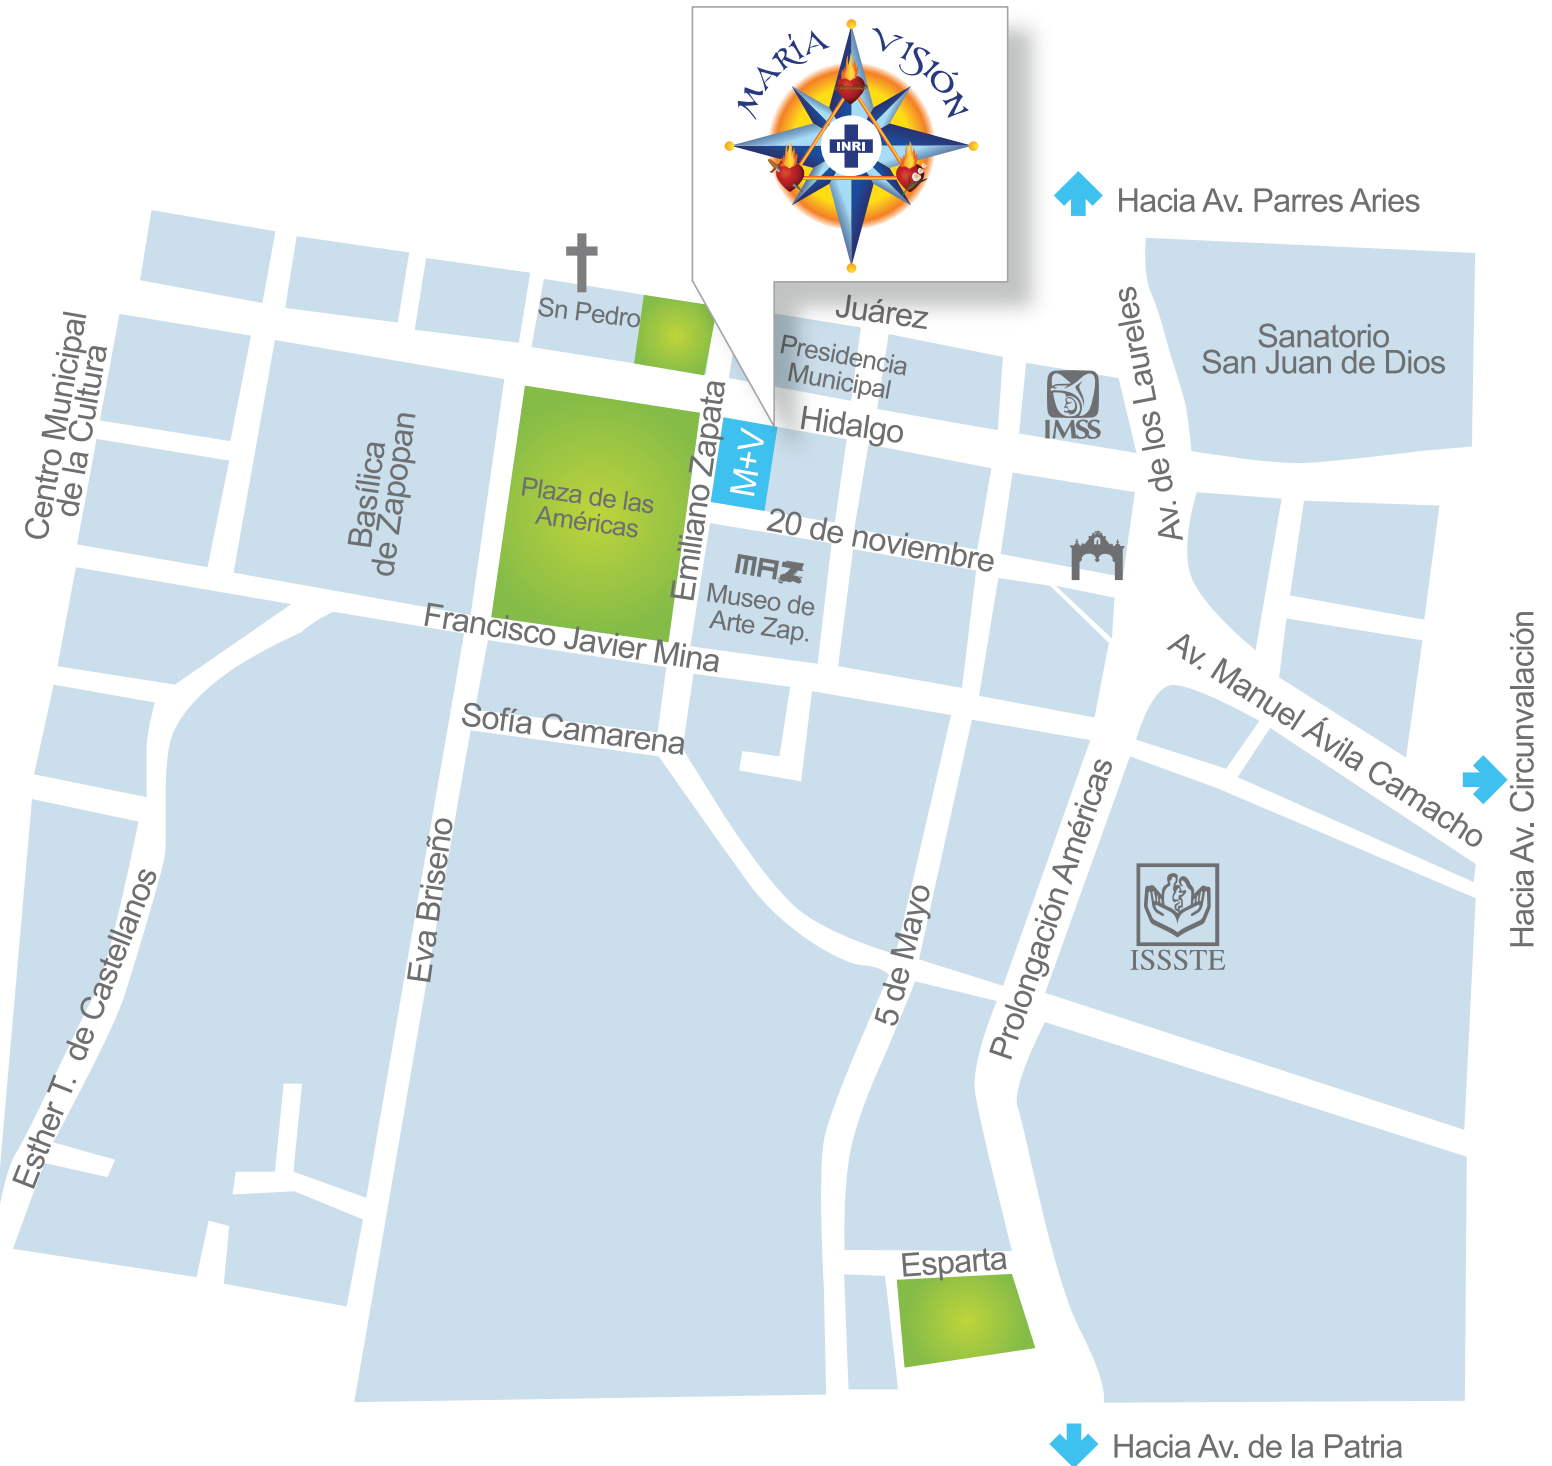 MARÍA VISIÓN
INRI
Hacia Av. Parres Aries
Sn Pedro
Juárez
Presidencia
Municipal
Hidalgo
IMSS
Av. de los Laureles
Sanatorio
San Juan de Dios
Centro Municipal
de la Cultura
Basílica
de Zapopan
Plaza de las
Américas
Emiliano Zapata
M+V
20 de noviembre
MAZ
Museo de
Arte Zap.
Francisco Javier Mina
Sofía Camarena
Av. Manuel Ávila Camacho
Hacia Av. Circunvalación
Eva Briseño
Esther T. de Castellanos
5 de Mayo
Prolongación Américas
ISSSTE
Esparta
Hacia Av. de la Patria